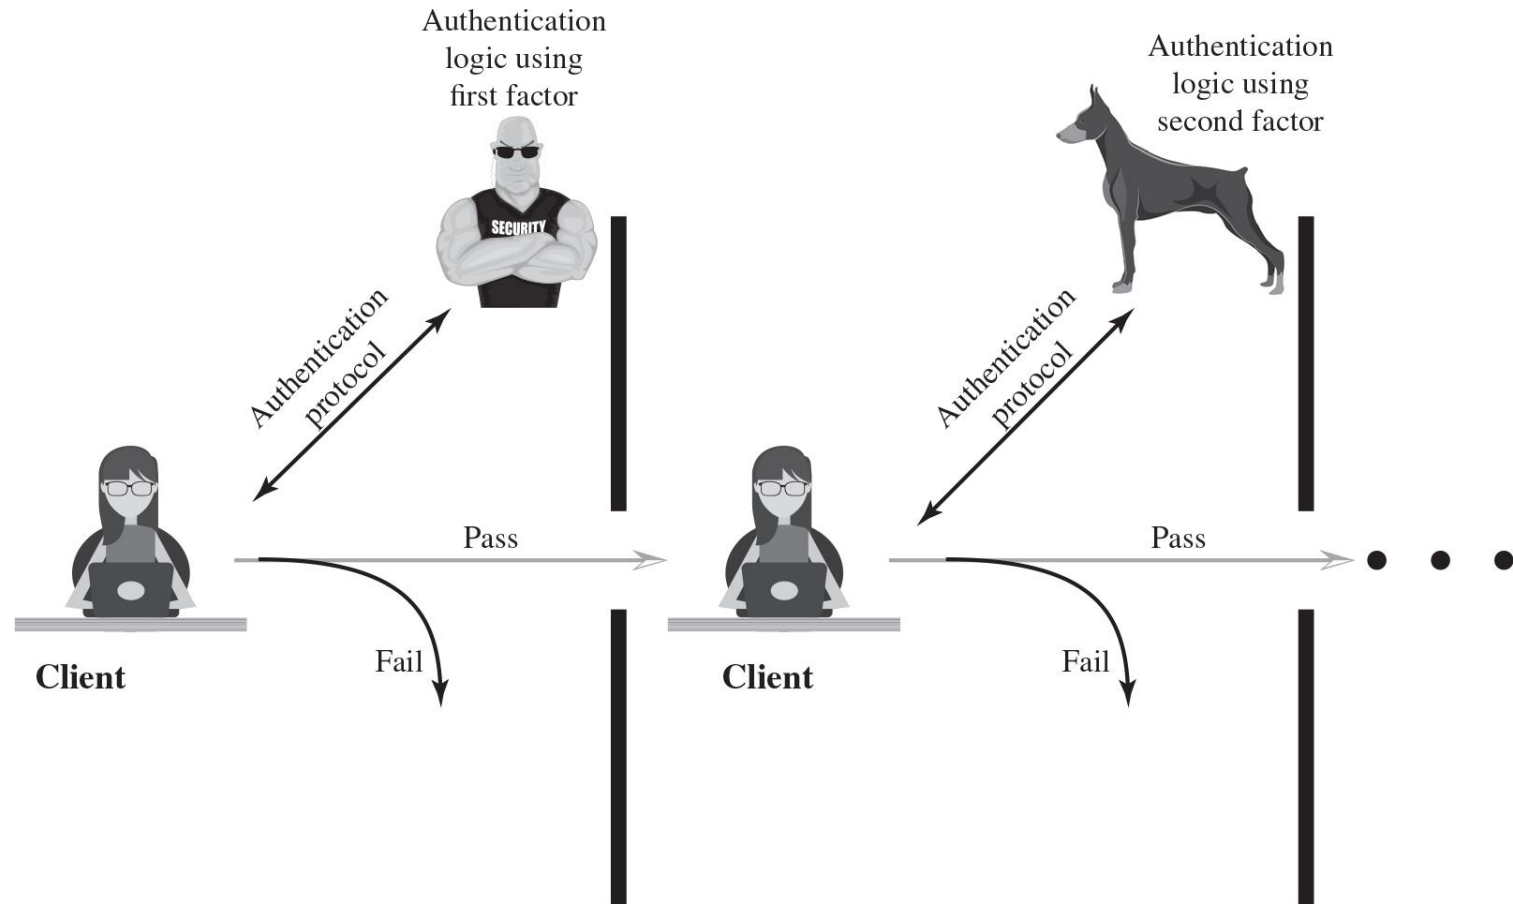 Authentication
logic using
first factor
SECURITY
Authentication
protocol
Pass
Fail
Client
Authentication
logic using
second factor
Authentication
protocol
Pass
Fail
Client